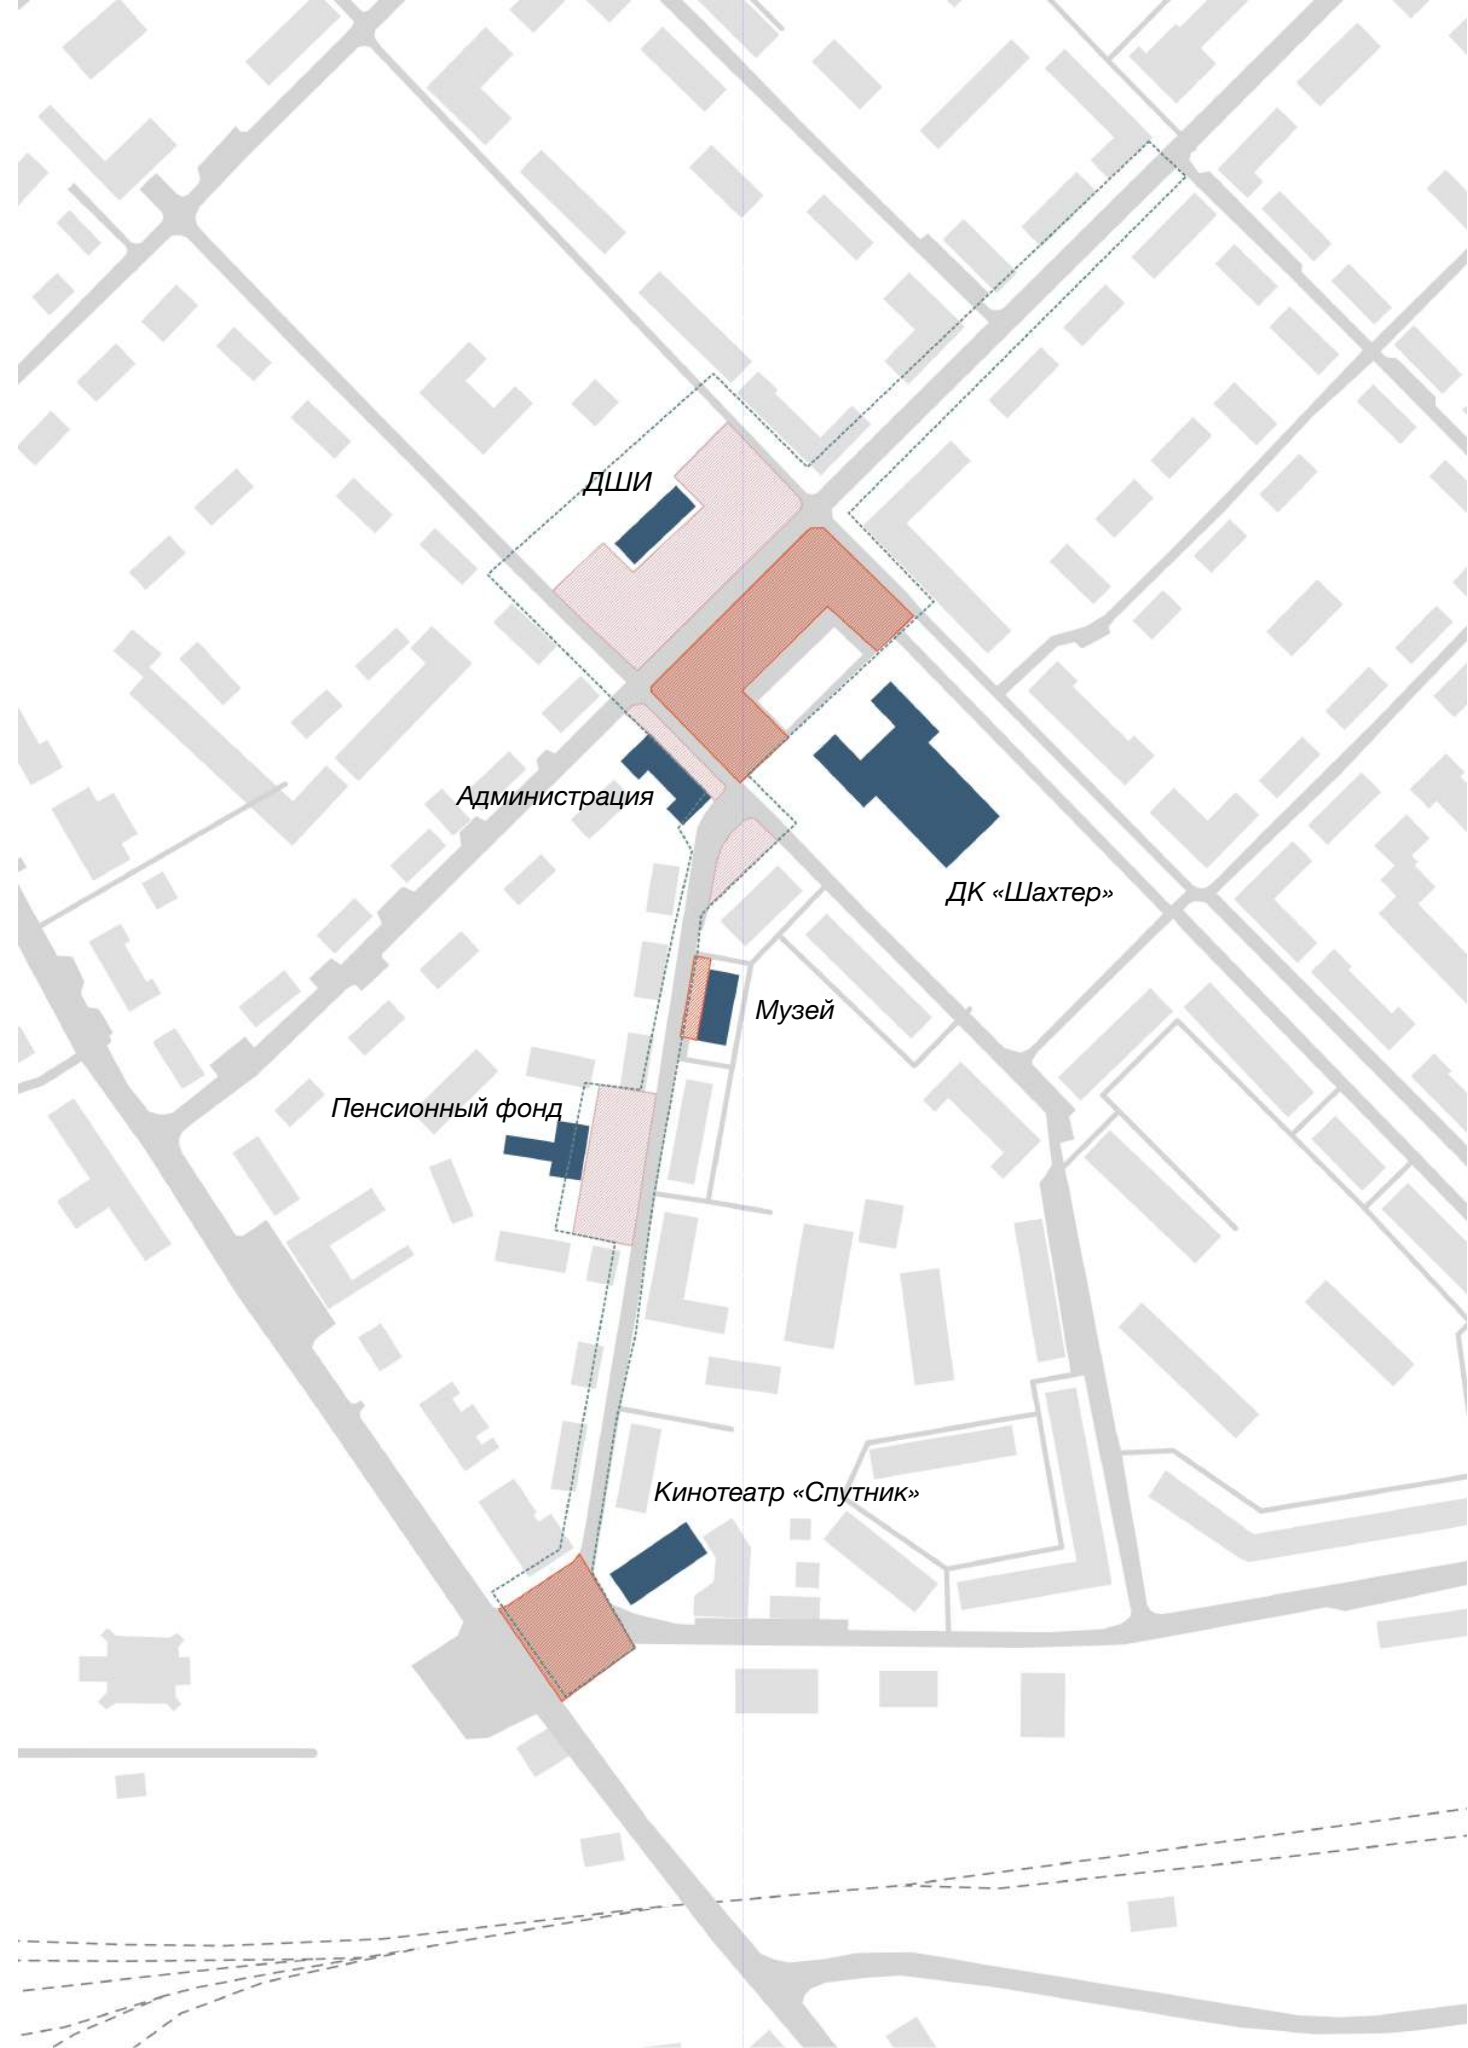 ДШИ
Администрация
ДК «Шахтер»
Музей
Пенсионный фонд
Кинотеатр «Спутник»